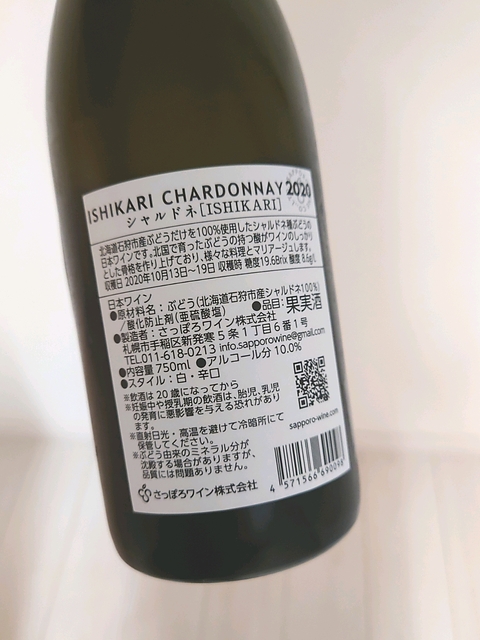 ISHIKARI CHARDONNAY 2020
シャルドネ[ISHIKARI]
北海道石狩市産ぶどうだけを100%使用したシャルドネ種ぶどうの
日本ワインです。北国で育ったぶどうの持つ酸がワインのしっかり
とした骨格を作り上げており、様々な料理とマリアージュします。
収穫日 2020年10月13日〜19日 収穫時 糖度19.6Brix 酸度 8.6g/L
日本ワイン
●原材料名：ぶどう(北海道石狩市産シャルドネ100%)
／酸化防止剤(亜硫酸塩) ●品目：果実酒
●製造者：さっぽろワイン株式会社
札幌市手稲区新発寒５条１丁目６番１号
TEL011-618-0213 info.sapporowine@gmail.com
●内容量 750ml ●アルコール分 10.0%
●スタイル：白・辛口
※飲酒は20歳になってから
※妊娠中や授乳期の飲酒は、胎児、乳児
の発育に悪影響を与える恐れがあり
ます。
※直射日光・高温を避けて冷暗所にて
保管してください。
※ぶどう由来のミネラル分が
沈殿する場合がありますが、
品質には問題ありません。
sapporo-wine.com
さっぽろワイン株式会社
4 571566 690098